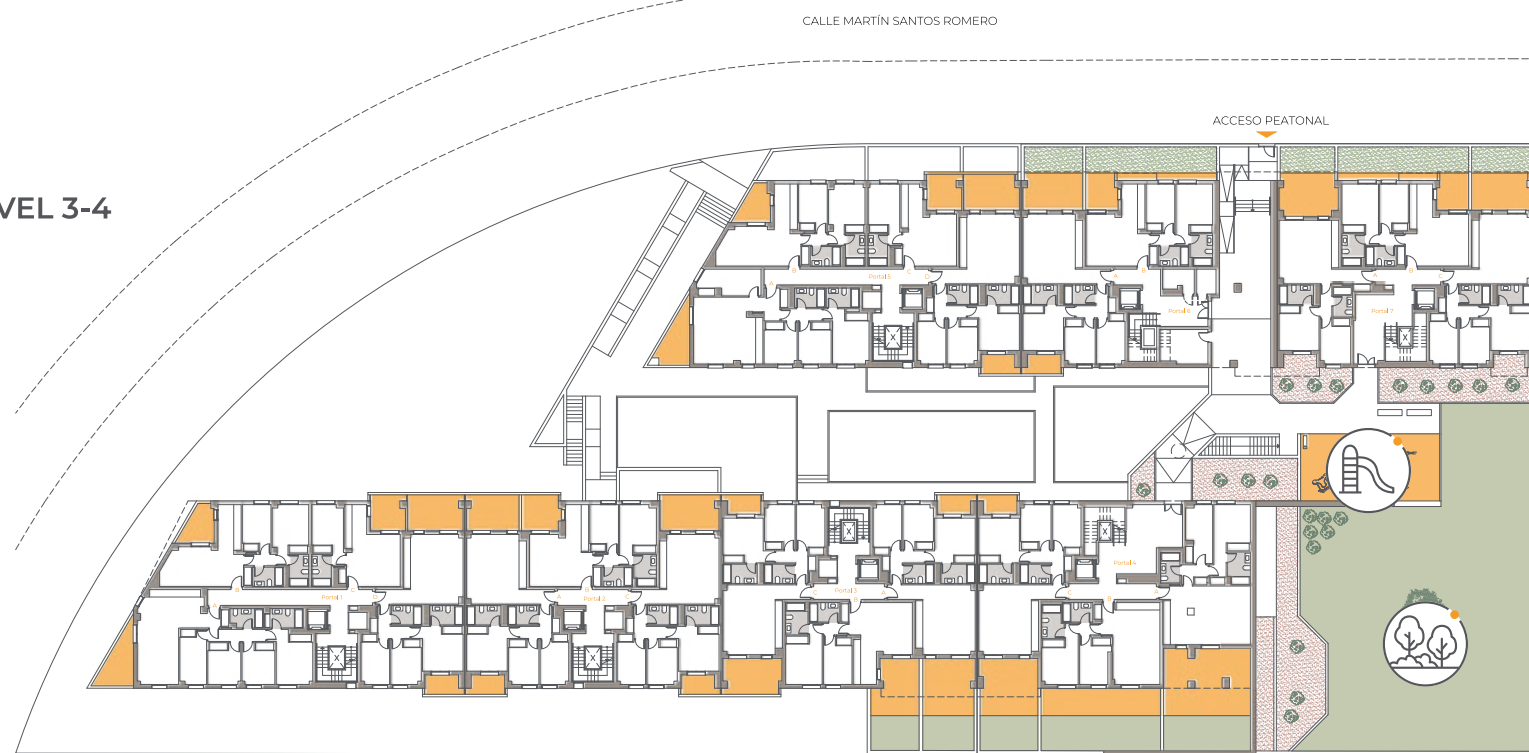 CALLE MARTÍN SANTOS ROMERO
ACCESO PEATONAL
VEL 3-4
B
Portal 5
C
D
A
A
B
Portal 6
A
B
C
Portal 7
B
Portal 1
C
D
A
A
B
Portal 2
C
C
Portal 3
B
A
C
B
Portal 4
A